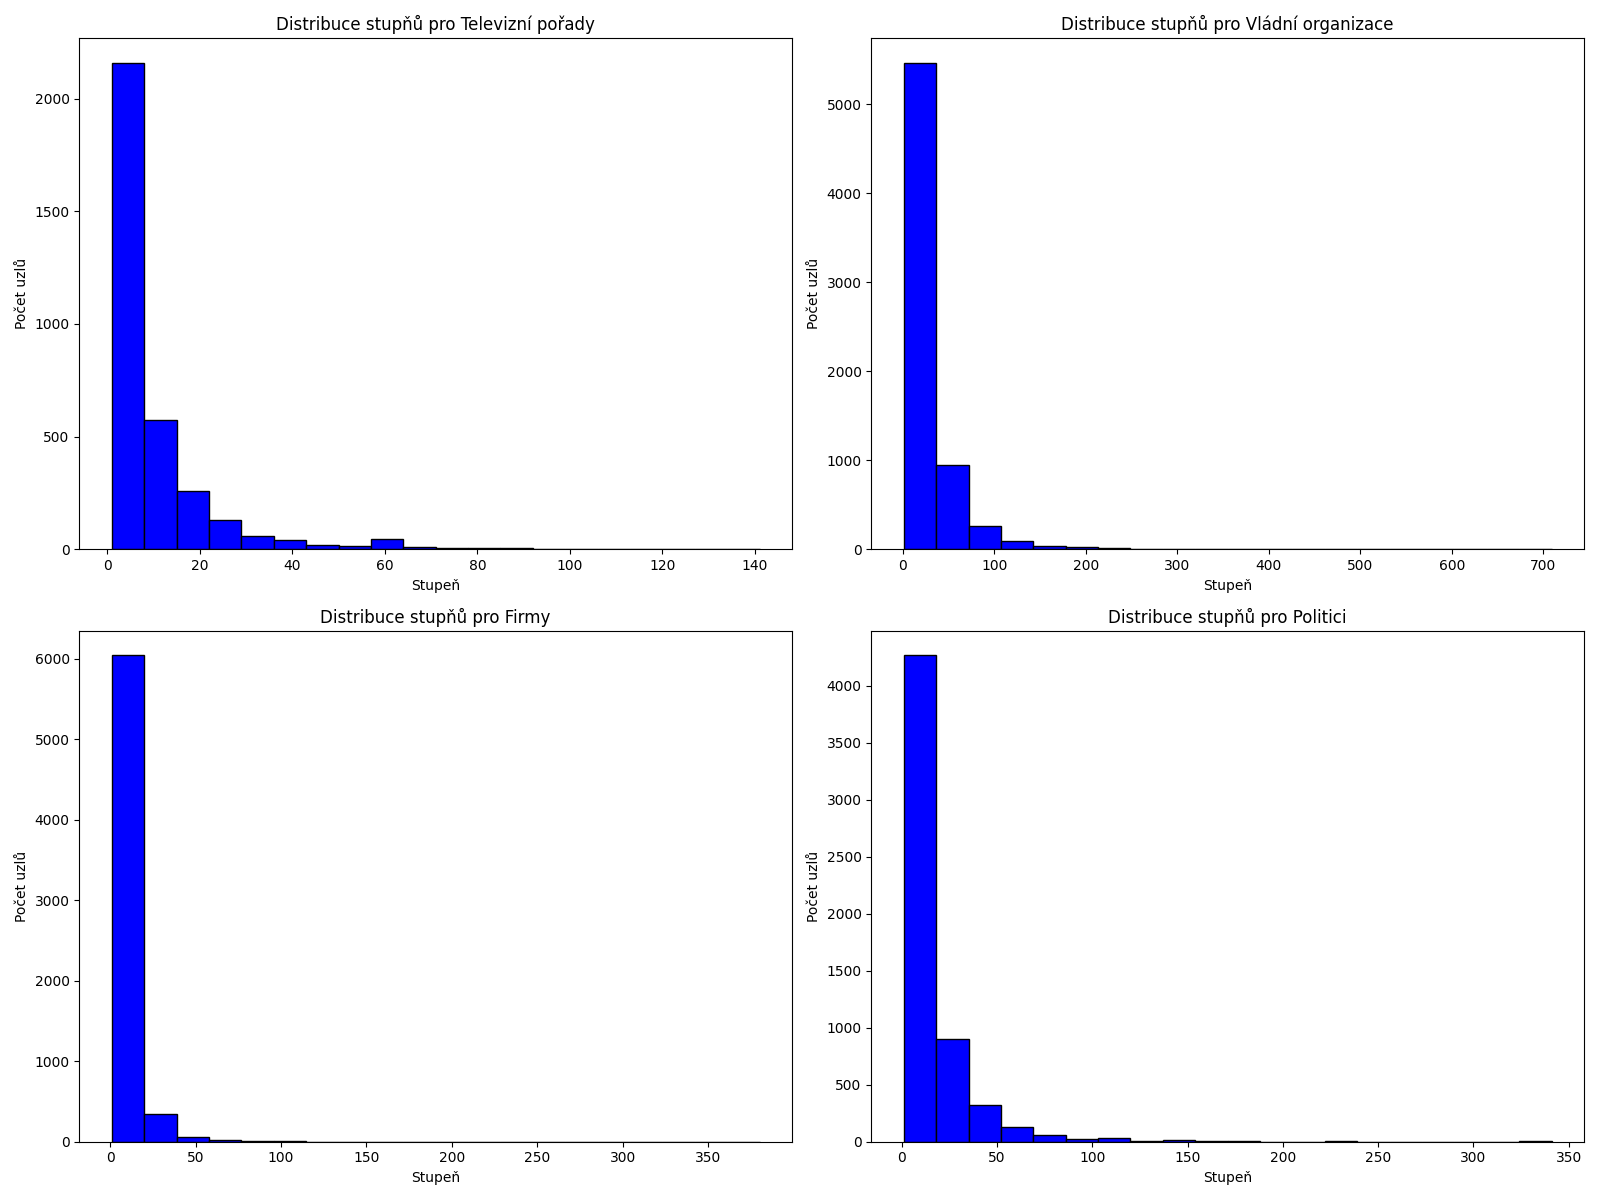 Distribuce stupňů pro Televizní pořady
Počet uzlů
2000
1500
1000
500
0
0 20 40 60 80 100 120 140
Stupeň
Distribuce stupňů pro Vládní organizace
Počet uzlů
5000
4000
3000
2000
1000
0
0 100 200 300 400 500 600 700
Stupeň
Distribuce stupňů pro Firmy
Počet uzlů
6000
5000
4000
3000
2000
1000
0
0 50 100 150 200 250 300 350
Stupeň
Distribuce stupňů pro Politici
Počet uzlů
4000
3500
3000
2500
2000
1500
1000
500
0
0 50 100 150 200 250 300 350
Stupeň